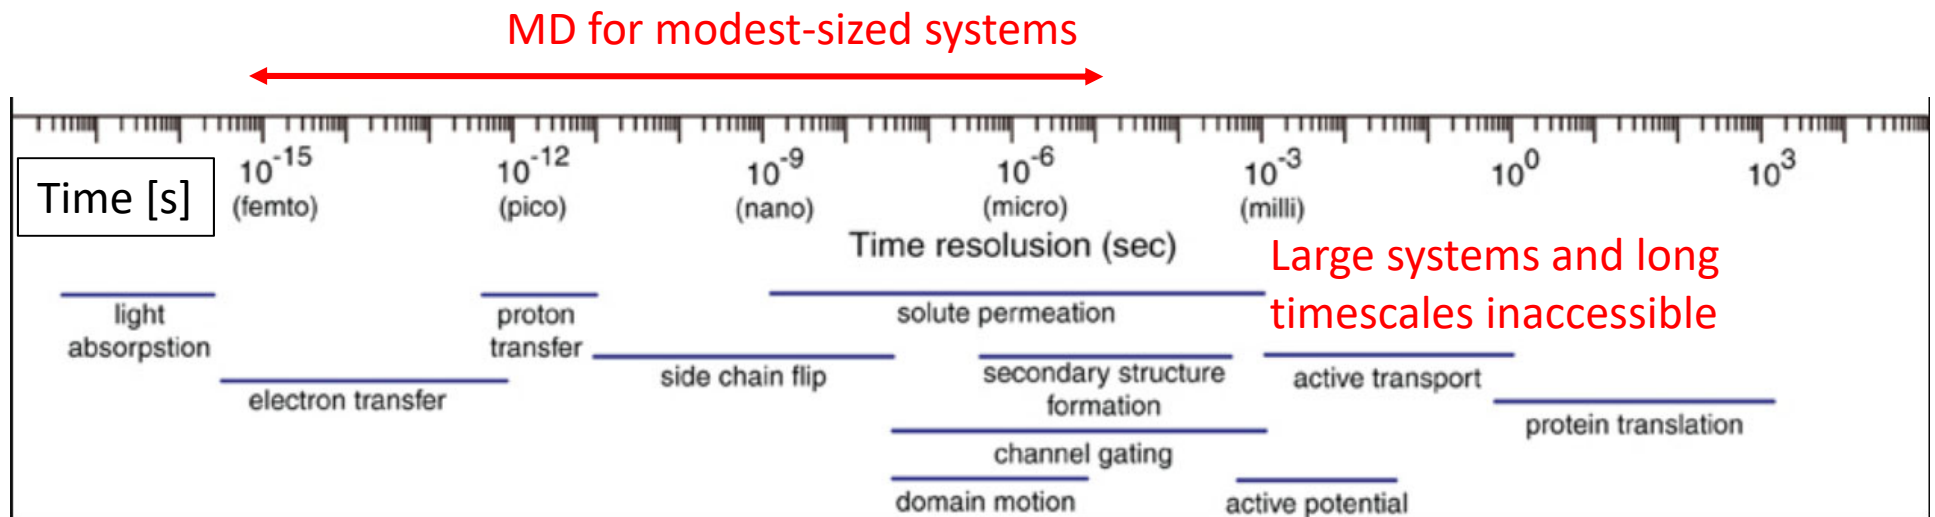 MD for modest-sized systems
Time [s]
10^-15 10^-12 10^-9 10^-6 10^-3 10^0 10^3
(femto) (pico) (nano) (micro) (milli)
Time resolusion (sec)
Large systems and long
timescales inaccessible
light
absorpstion
proton
transfer
solute permeation
electron transfer
side chain flip
secondary structure
formation
active transport
protein translation
channel gating
domain motion
active potential